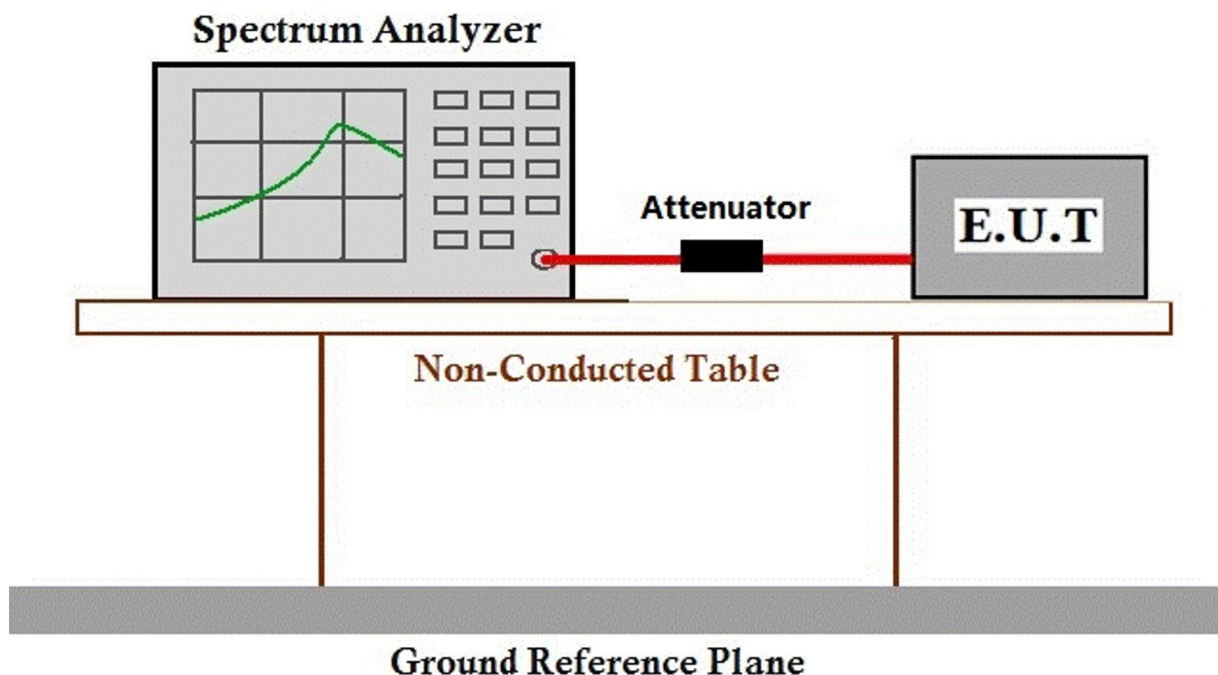 Spectrum Analyzer
Attenuator
E.U.T
Non-Conducted Table
Ground Reference Plane